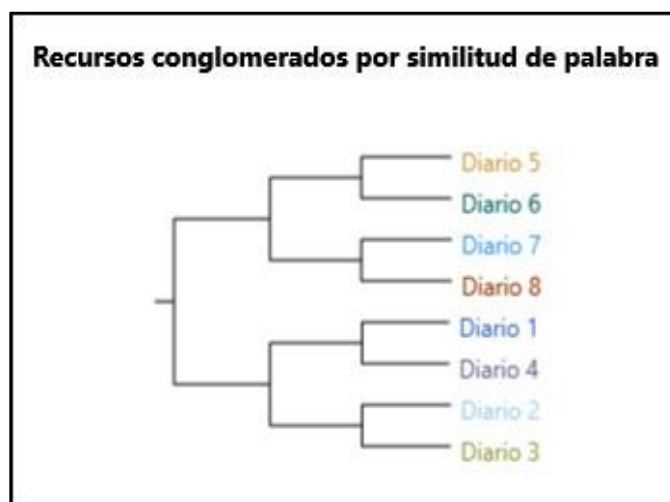 Recursos conglomerados por similitud de palabra
Diario 5
Diario 6
Diario 7
Diario 8
Diario 1
Diario 4
Diario 2
Diario 3